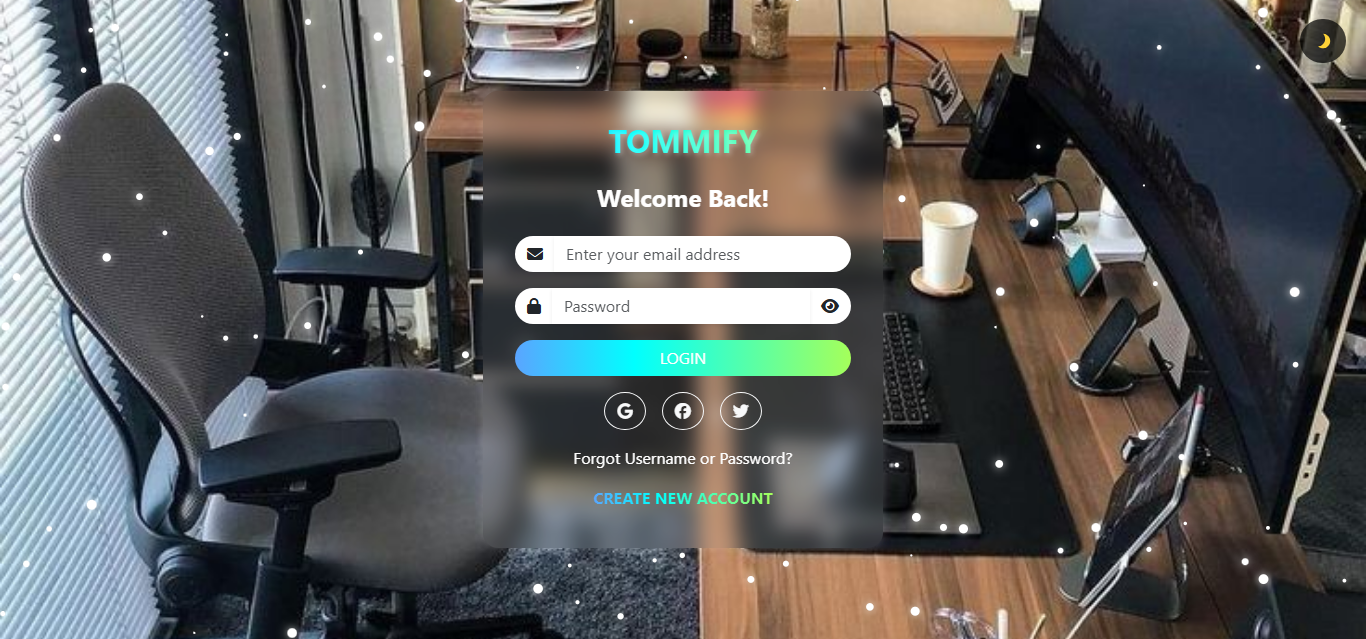 TOMMIFY
Welcome Back!
Enter your email address
Password
LOGIN
Forgot Username or Password?
CREATE NEW ACCOUNT